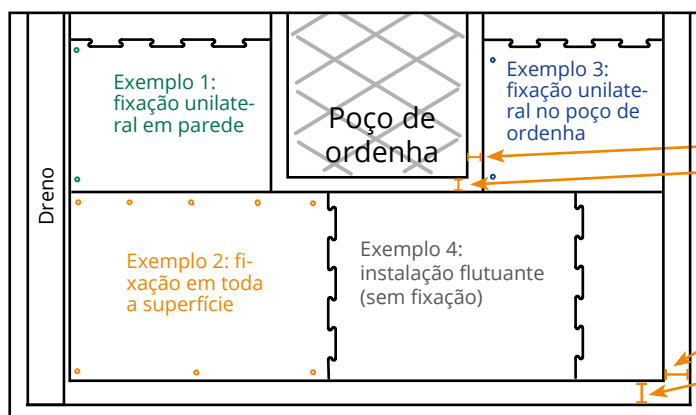 Exemplo 1:
fixação unilate-
ral em parede
Poço de
ordenha
Exemplo 3:
fixação unilate-
ral no poço de
ordenha
Dreno
Exemplo 2: fi-
xação em toda
a superfície
Exemplo 4:
instalação flutuante
(sem fixação)